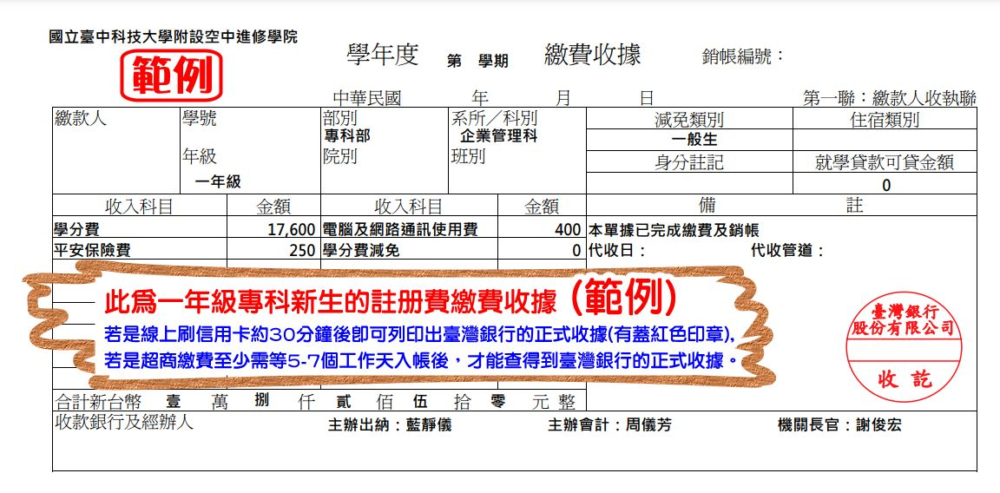 國立臺中科技大學附設空中進修學院
範例
學年度 第 學期 繳費收據 銷帳編號：
中華民國 年 月 日 第一聯：繳款人收執聯
繳款人 學號 部別 系所／科別 減免類別 住宿類別
專科部 企業管理科 一般生
年級 院別 班別 身分註記 就學貸款可貸金額
一年級 0
收入科目 金額 收入科目 金額 備 註
學分費 17,600 電腦及網路通訊使用費 400 本單據已完成繳費及銷帳
平安保險費 250 學分費減免 0 代收日： 代收管道：
此為一年級專科新生的註册費繳費收據(範例)
若是線上刷信用卡約30分鐘後即可列印出臺灣銀行的正式收據(有蓋紅色印章),
若是超商繳費至少需等5-7個工作天入帳後，才能查得到臺灣銀行的正式收據。
臺灣銀行
股份有限公司
收訖
合計新台幣 壹 萬 捌 仟 貳 佰 伍 拾 零 元 整
收款銀行及經辦人 主辦出納：藍靜儀 主辦會計：周儀芳 機關長官：謝俊宏